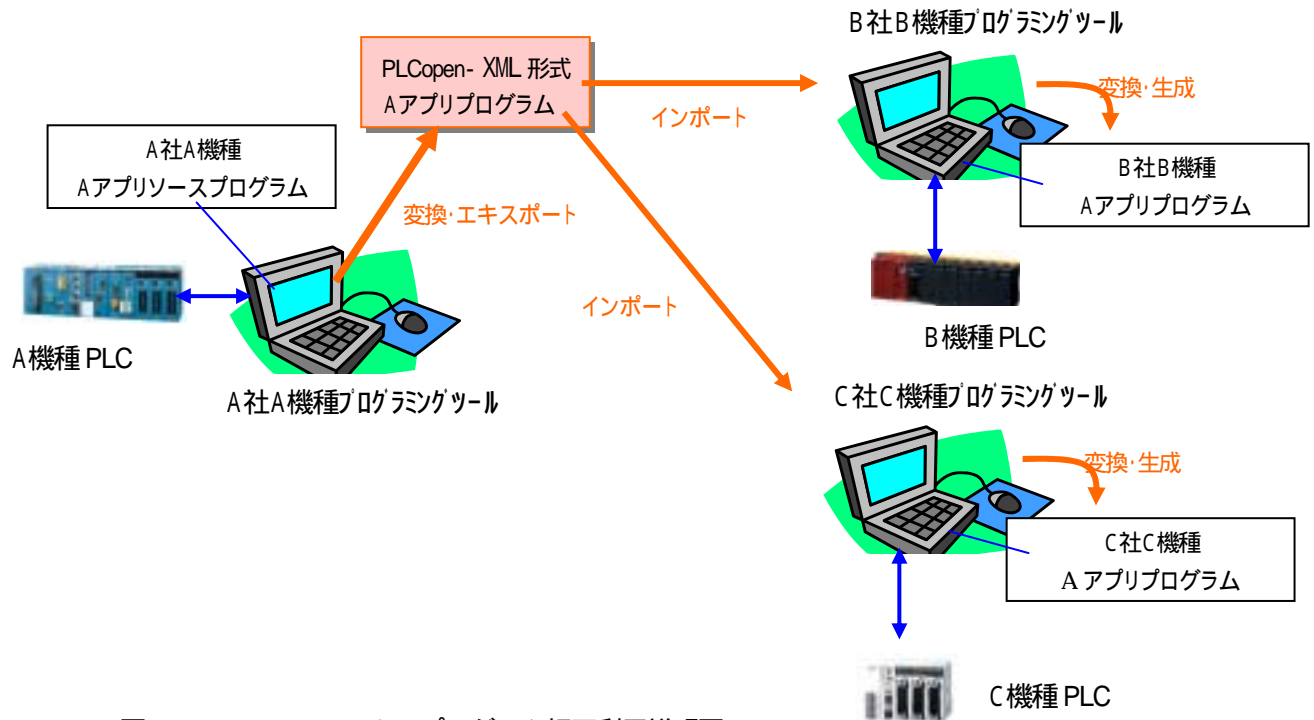 B社B機種プログラミングツール
PLCopen- XML 形式
Aアプリプログラム
変換･生成
インポート
A社A機種
Aアプリソースプログラム
B社B機種
Aアプリプログラム
変換･エキスポート
インポート
B機種 PLC
A機種 PLC
A社A機種プログラミングツール
C社C機種プログラミングツール
変換･生成
C社C機種
A アプリプログラム
C機種 PLC